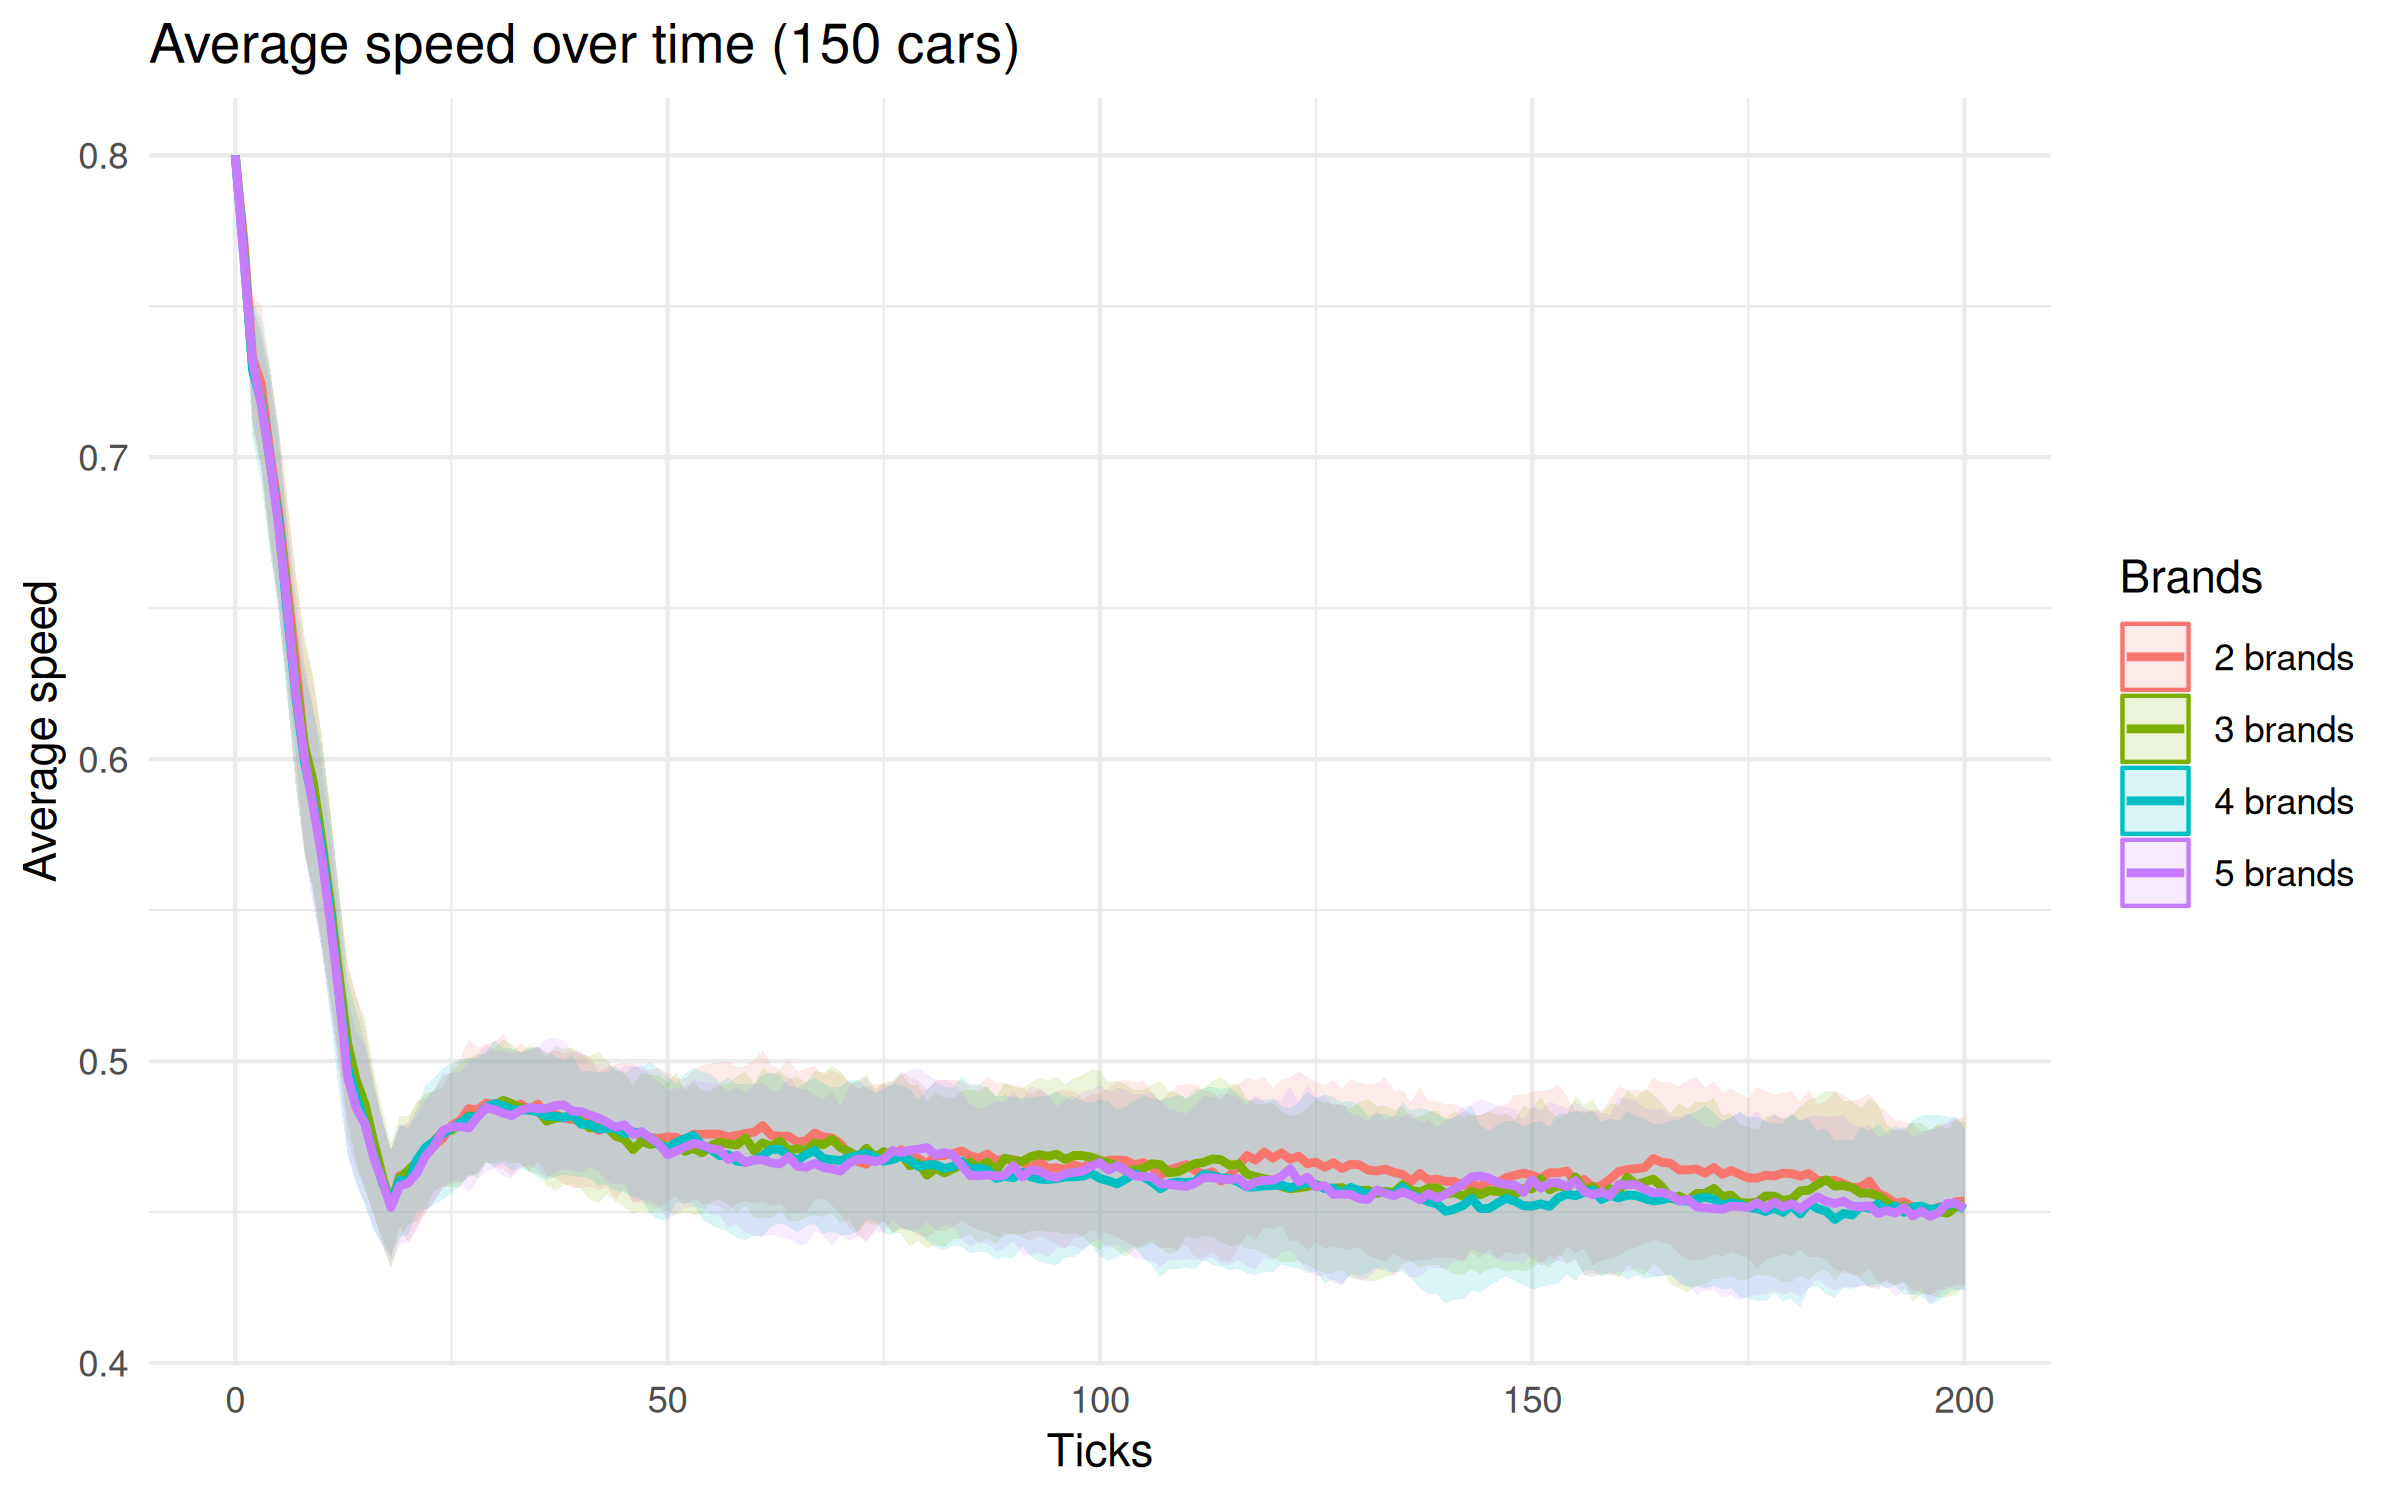 Average speed over time (150 cars)
Average speed
0.8
0.7
0.6
0.5
0.4
0
50
100
150
200
Ticks
Brands
2 brands
3 brands
4 brands
5 brands